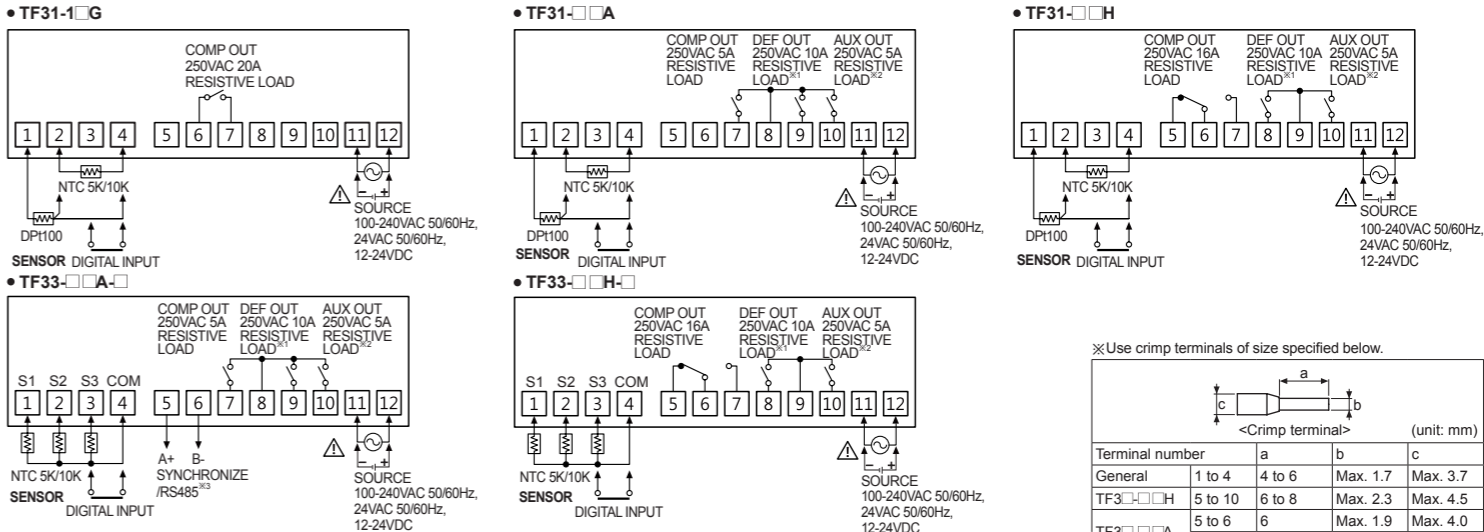 • TF31-1□G
COMP OUT
250VAC 20A
RESISTIVE LOAD
1 2 3 4 5 6 7 8 9 10 11 12
NTC 5K/10K
DPt100
SENSOR DIGITAL INPUT
− +
SOURCE
100-240VAC 50/60Hz,
24VAC 50/60Hz,
12-24VDC
• TF31-□□A
COMP OUT DEF OUT AUX OUT
250VAC 5A 250VAC 10A 250VAC 5A
RESISTIVE RESISTIVE RESISTIVE
LOAD LOAD※1 LOAD※2
1 2 3 4 5 6 7 8 9 10 11 12
NTC 5K/10K
DPt100
SENSOR DIGITAL INPUT
− +
SOURCE
100-240VAC 50/60Hz,
24VAC 50/60Hz,
12-24VDC
• TF31-□□H
COMP OUT DEF OUT AUX OUT
250VAC 16A 250VAC 10A 250VAC 5A
RESISTIVE RESISTIVE RESISTIVE
LOAD LOAD※1 LOAD※2
1 2 3 4 5 6 7 8 9 10 11 12
NTC 5K/10K
DPt100
SENSOR DIGITAL INPUT
− +
SOURCE
100-240VAC 50/60Hz,
24VAC 50/60Hz,
12-24VDC
• TF33-□□A-□
COMP OUT DEF OUT AUX OUT
250VAC 5A 250VAC 10A 250VAC 5A
RESISTIVE RESISTIVE RESISTIVE
LOAD LOAD※1 LOAD※2
S1 S2 S3 COM
1 2 3 4 5 6 7 8 9 10 11 12
A+ B-
NTC 5K/10K SYNCHRONIZE
SENSOR /RS485※3
DIGITAL INPUT
− +
SOURCE
100-240VAC 50/60Hz,
24VAC 50/60Hz,
12-24VDC
• TF33-□□H-□
COMP OUT DEF OUT AUX OUT
250VAC 16A 250VAC 10A 250VAC 5A
RESISTIVE RESISTIVE RESISTIVE
LOAD LOAD※1 LOAD※2
S1 S2 S3 COM
1 2 3 4 5 6 7 8 9 10 11 12
NTC 5K/10K
SENSOR
DIGITAL INPUT
− +
SOURCE
100-240VAC 50/60Hz,
24VAC 50/60Hz,
12-24VDC
※Use crimp terminals of size specified below.
a
c b
<Crimp terminal> (unit: mm)
Terminal number a b c
General 1 to 4 4 to 6 Max. 1.7 Max. 3.7
TF3□-□□H 5 to 10 6 to 8 Max. 2.3 Max. 4.5
5 to 6 6 Max. 1.9 Max. 4.0